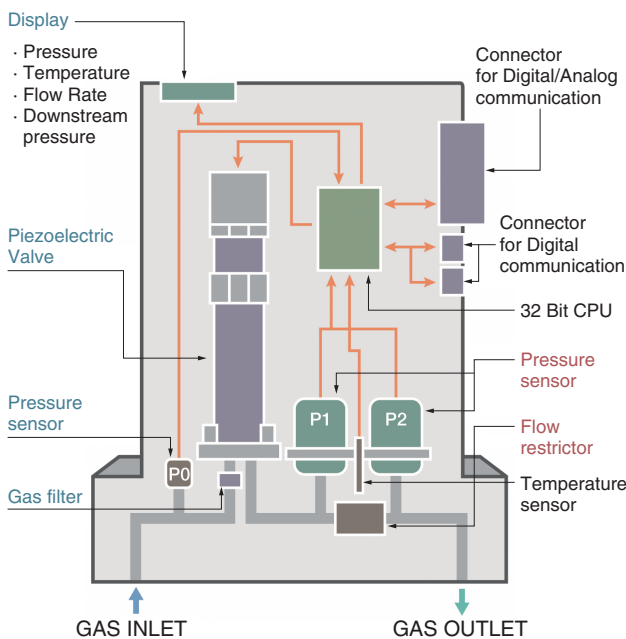 Display
· Pressure
· Temperature
· Flow Rate
· Downstream
pressure
Connector
for Digital/Analog
communication
Piezoelectric
Valve
Connector
for Digital
communication
32 Bit CPU
Pressure
sensor
P1
P2
Pressure
sensor
Flow
restrictor
P0
Gas filter
Temperature
sensor
GAS INLET
GAS OUTLET